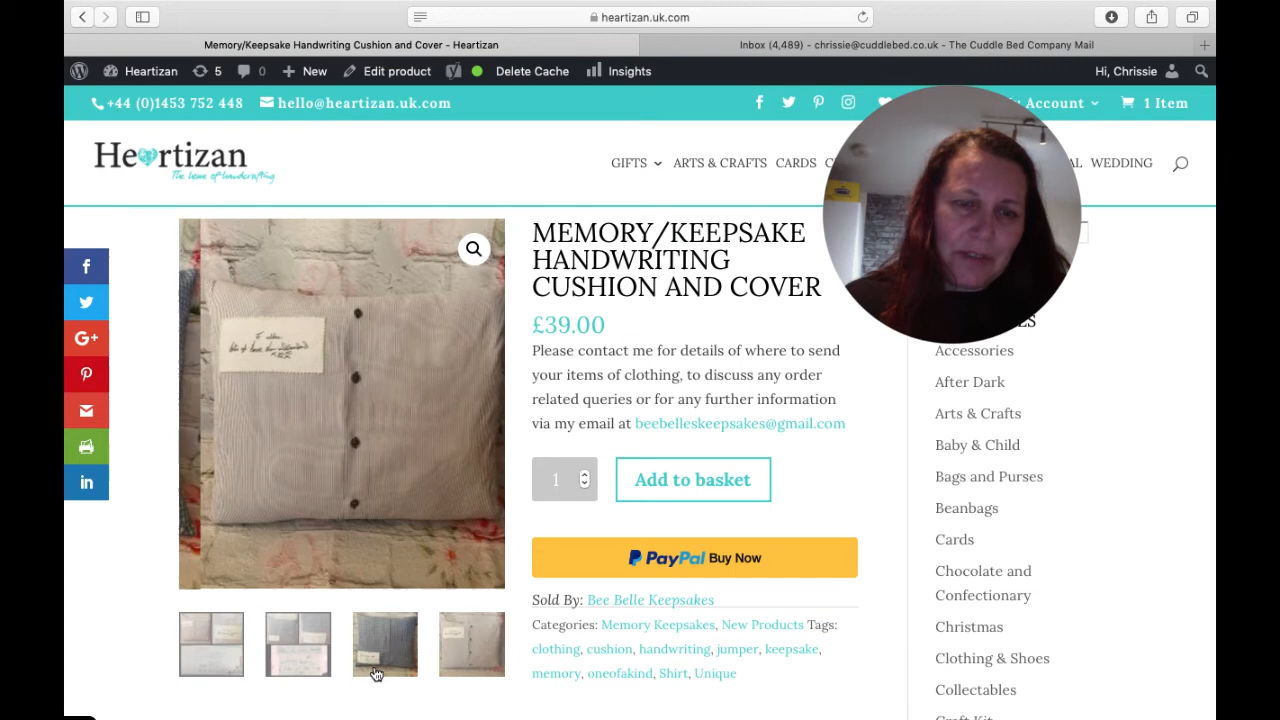 heartizan.uk.com
Memory/Keepsake Handwriting Cushion and Cover - Heartizan
Inbox (4,489) - chrissie@cuddlebed.co.uk - The Cuddle Bed Company Mail
Heartizan 5 0 New Edit product Delete Cache Insights Hi, Chrissie
+44 (0)1453 752 448 hello@heartizan.uk.com Account 1 Item
Heartizan
The home of handcrafting
GIFTS ARTS & CRAFTS CARDS WEDDING
MEMORY/KEEPSAKE
HANDWRITING
CUSHION AND COVER
£39.00
Please contact me for details of where to send
your items of clothing, to discuss any order
related queries or for any further information
via my email at beebelleskeepsakes@gmail.com
1 Add to basket
PayPal Buy Now
Sold By: Bee Belle Keepsakes
Categories: Memory Keepsakes, New Products Tags:
clothing, cushion, handwriting, jumper, keepsake,
memory, oneofakind, Shirt, Unique
Accessories
After Dark
Arts & Crafts
Baby & Child
Bags and Purses
Beanbags
Cards
Chocolate and
Confectionary
Christmas
Clothing & Shoes
Collectables
Craft Kit